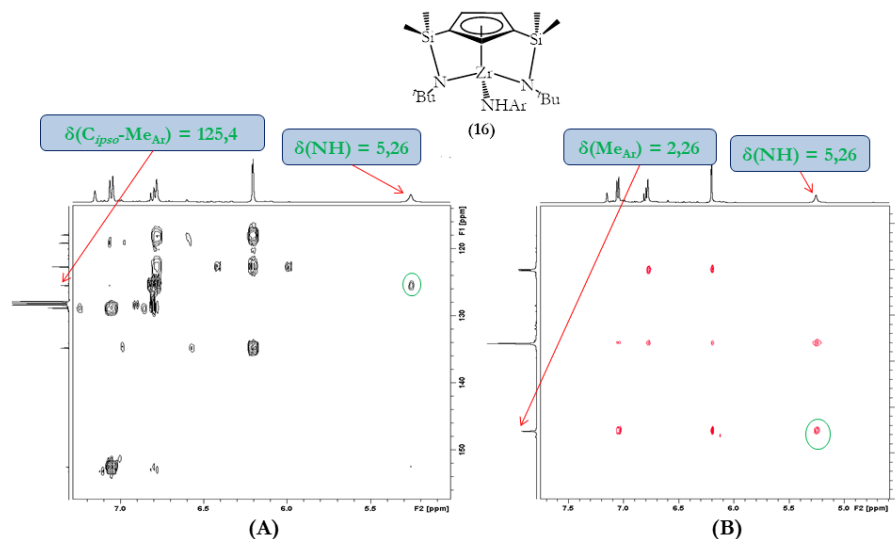 Si
Si
N
Zr
N
tBu
NHAr
tBu
(16)
δ(Cipso-MeAr) = 125,4
δ(NH) = 5,26
δ(MeAr) = 2,26
δ(NH) = 5,26
F1 [ppm]
120
130
140
150
7.0
6.5
6.0
5.5
F2 [ppm]
7.5
7.0
6.5
6.0
5.5
5.0
F2 [ppm]
(A)
(B)